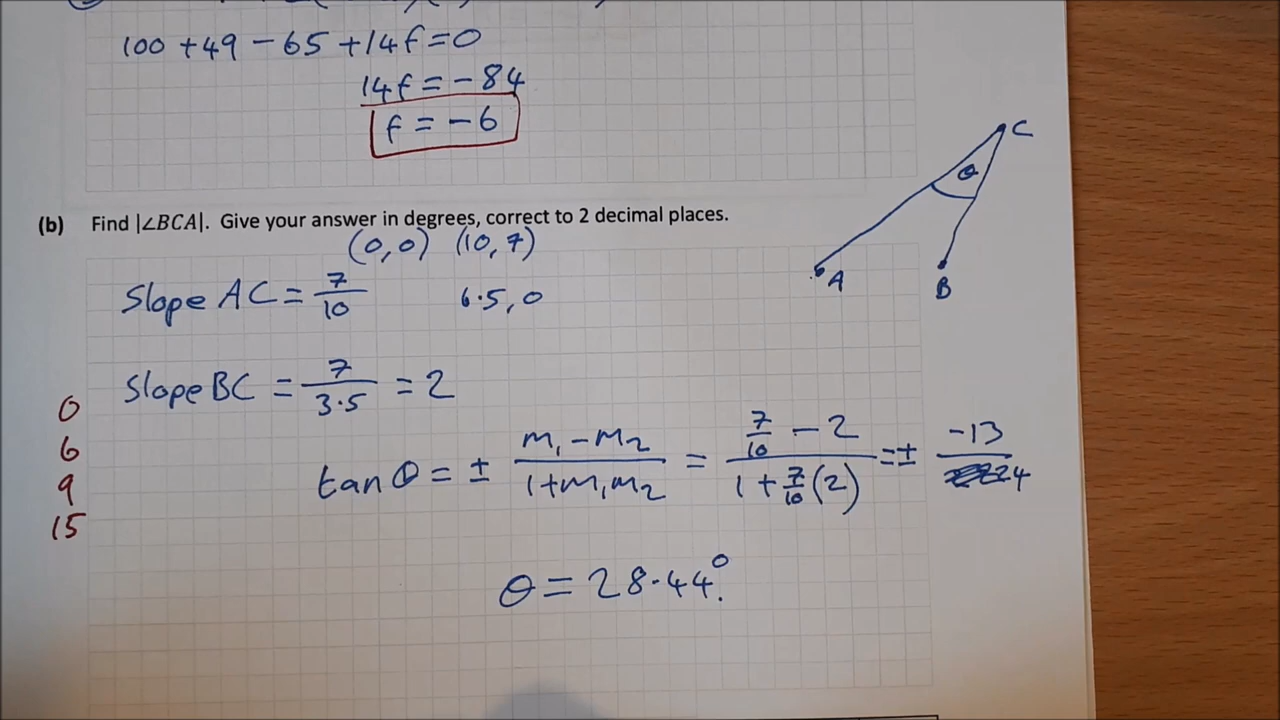 100 + 49 - 65 + 14f = 0
14f = -84
f = -6
C
θ
A
B
(b) Find |∠BCA|. Give your answer in degrees, correct to 2 decimal places.
(0,0) (10,7)
Slope AC = 7/10 6.5, 0
Slope BC = 7/3.5 = 2
0
6
9
15
tan θ = ± m₁ - m₂ / 1 + m₁m₂ = 7/10 - 2 / 1 + 7/10(2) = ± -13 / 24
θ = 28.44°.